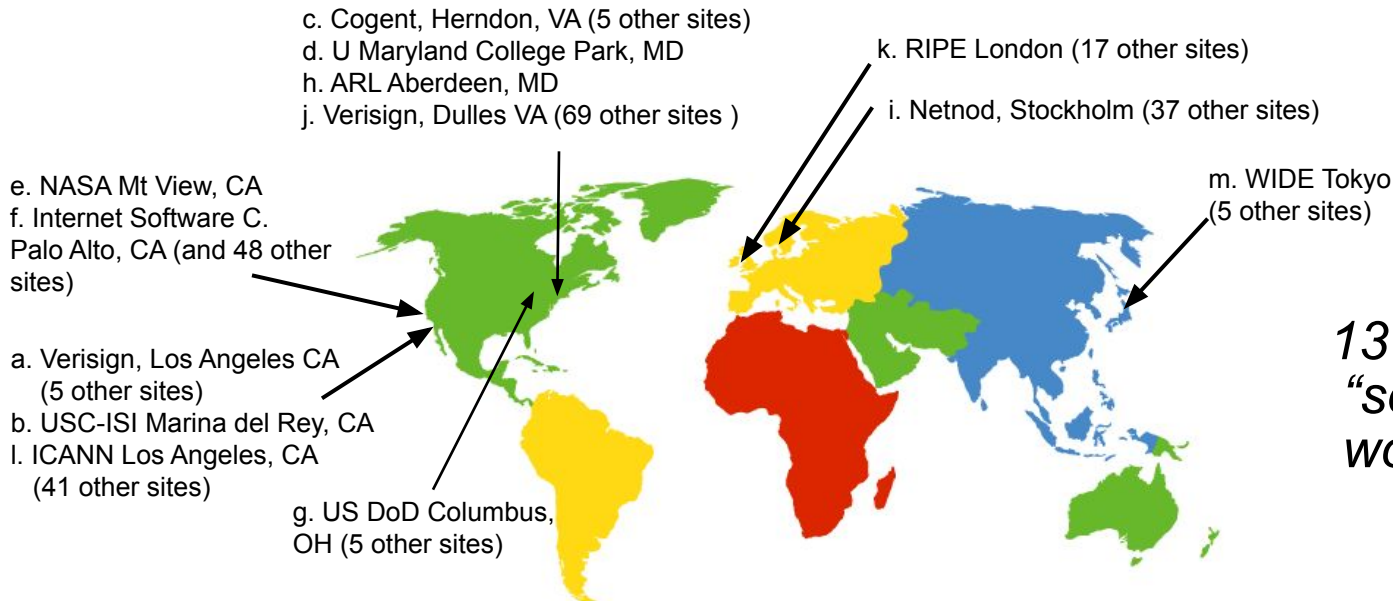 c. Cogent, Herndon, VA (5 other sites)
d. U Maryland College Park, MD
h. ARL Aberdeen, MD
j. Verisign, Dulles VA (69 other sites )
k. RIPE London (17 other sites)
i. Netnod, Stockholm (37 other sites)
m. WIDE Tokyo
(5 other sites)
e. NASA Mt View, CA
f. Internet Software C.
Palo Alto, CA (and 48 other
sites)
a. Verisign, Los Angeles CA
(5 other sites)
b. USC-ISI Marina del Rey, CA
l. ICANN Los Angeles, CA
(41 other sites)
g. US DoD Columbus,
OH (5 other sites)
13